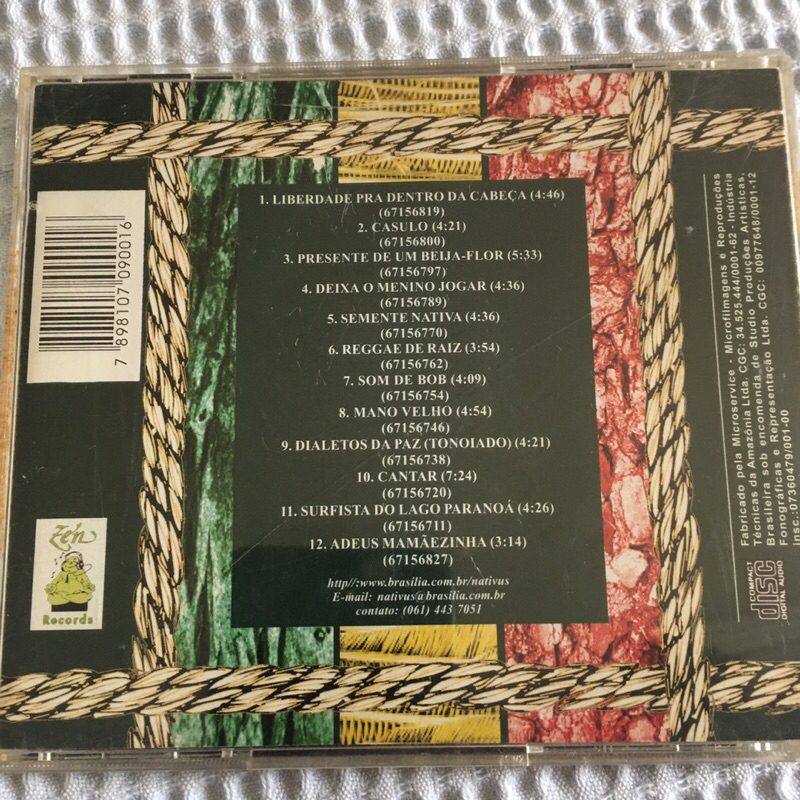 1. LIBERDADE PRA DENTRO DA CABEÇA (4:46)
(67156819)
2. CASULO (4:21)
(67156800)
3. PRESENTE DE UM BEIJA-FLOR (5:33)
(67156797)
4. DEIXA O MENINO JOGAR (4:36)
(67156789)
5. SEMENTE NATIVA (4:36)
(67156770)
6. REGGAE DE RAIZ (3:54)
(67156762)
7. SOM DE BOB (4:09)
(67156754)
8. MANO VELHO (4:54)
(67156746)
9. DIALETOS DA PAZ (TONOIADO) (4:21)
(67156738)
10. CANTAR (7:24)
(67156720)
11. SURFISTA DO LAGO PARANOÁ (4:26)
(67156711)
12. ADEUS MAMÃEZINHA (3:14)
(67156827)
http//:www.brasilia.com.br/nativus
E-mail: nativus@brasilia.com.br
contato: (061) 443 7051
7 898107 090016
Zen
Records
Fabricado pela Microservice - Microfilmagens e Reproduções
Técnicas da Amazônia Ltda. CGC: 34.525.444/0001-62 - Indústria
Brasileira sob encomenda de Studio Produções Artísticas,
Fonográficas e Representação Ltda. CGC: 00977648/0001-12
insc.:07360479/001-00
COMPACT
disc
DIGITAL AUDIO